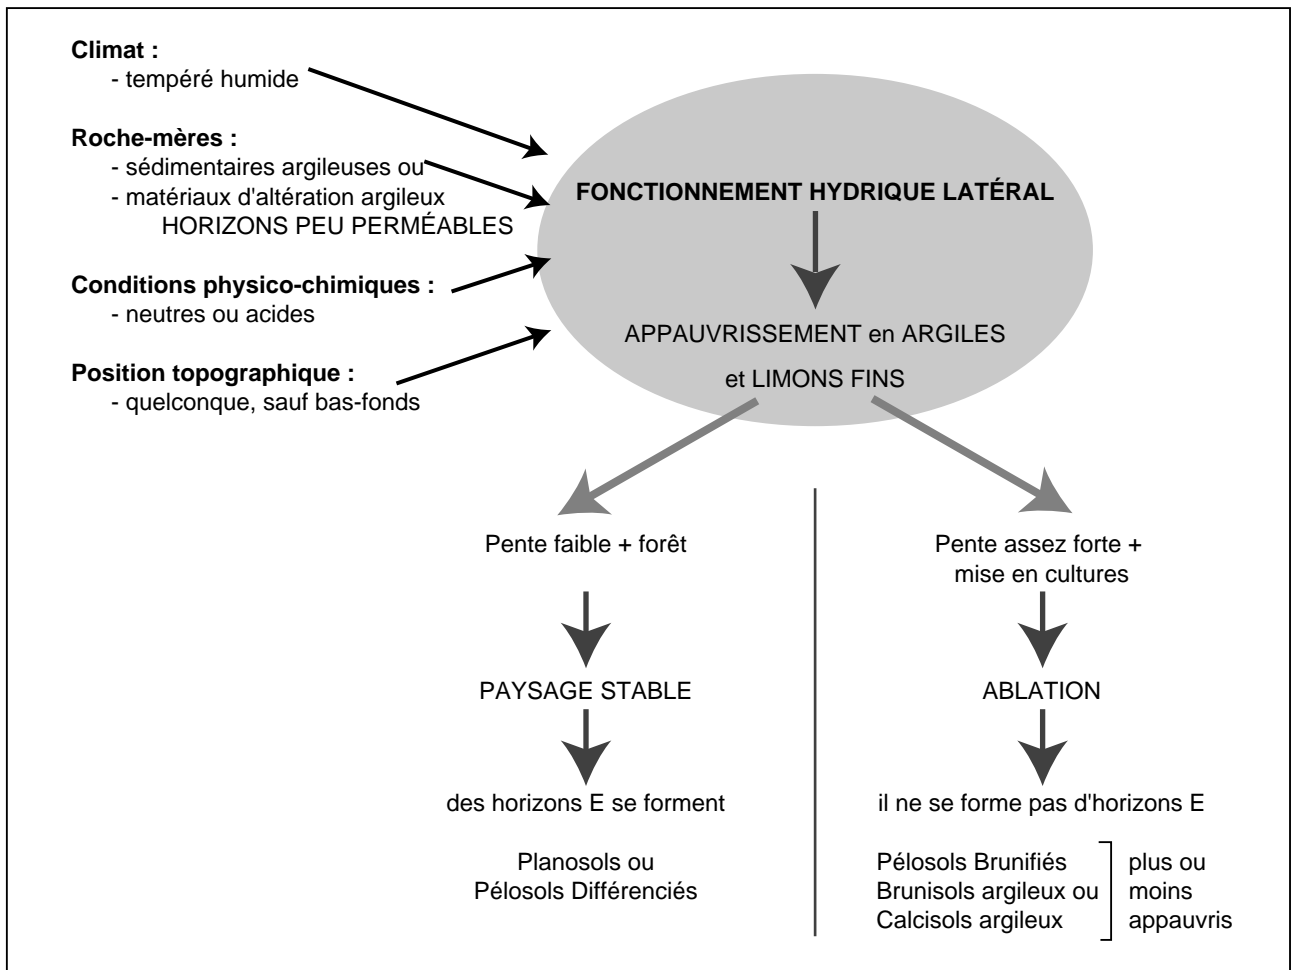 Climat :
- tempéré humide
Roche-mères :
- sédimentaires argileuses ou
- matériaux d'altération argileux
HORIZONS PEU PERMÉABLES
Conditions physico-chimiques :
- neutres ou acides
Position topographique :
- quelconque, sauf bas-fonds
FONCTIONNEMENT HYDRIQUE LATÉRAL
APPAUVRISSEMENT en ARGILES
et LIMONS FINS
Pente faible + forêt
PAYSAGE STABLE
des horizons E se forment
Planosols ou
Pélosols Différenciés
Pente assez forte +
mise en cultures
ABLATION
il ne se forme pas d'horizons E
Pélosols Brunifiés
Brunisols argileux ou
Calcisols argileux
plus ou
moins
appauvris